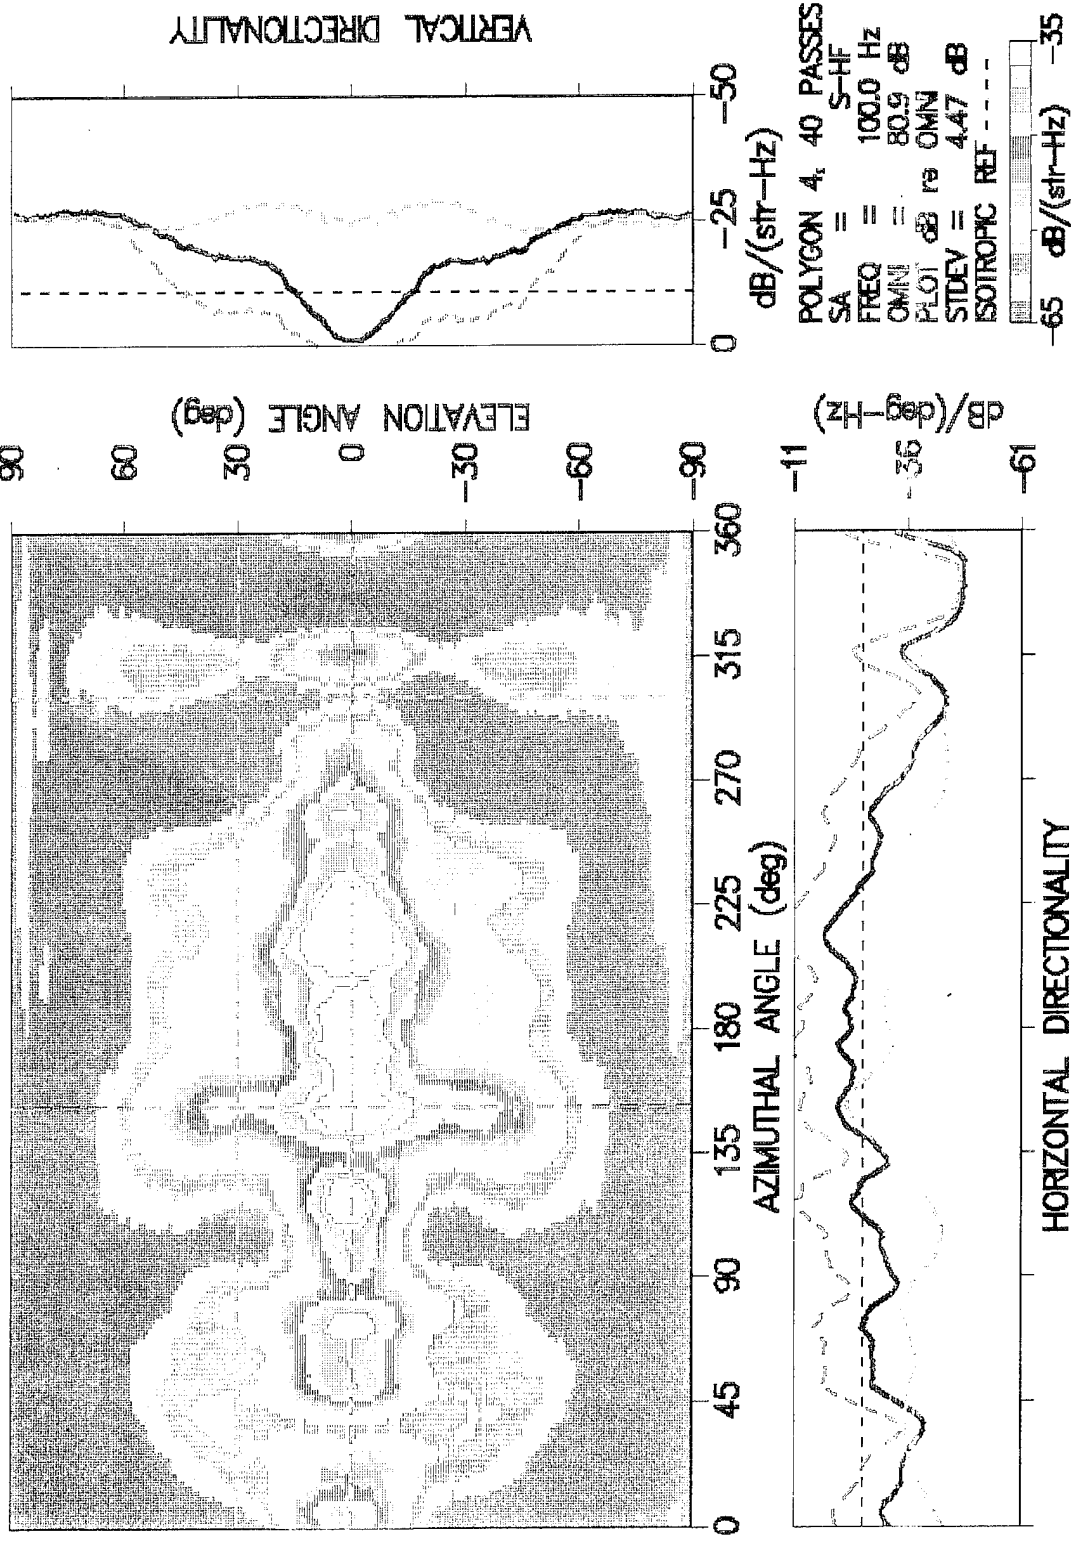 VERTICAL DIRECTIONALITY
-50
-25
0
dB/(str-Hz)
POLYGON 4, 40 PASSES
SA = S-HF
FREQ = 100.0 Hz
OMNI = 80.9 dB
PLOT dB re OMNI
STDEV = 4.47 dB
ISOTROPIC REF ----
-65 dB/(str-Hz) -35
ELEVATION ANGLE (deg)
90
60
30
0
-30
-60
-90
0 45 90 135 180 225 270 315 360
AZIMUTHAL ANGLE (deg)
-11
-36
-61
dB/(deg-Hz)
HORIZONTAL DIRECTIONALITY